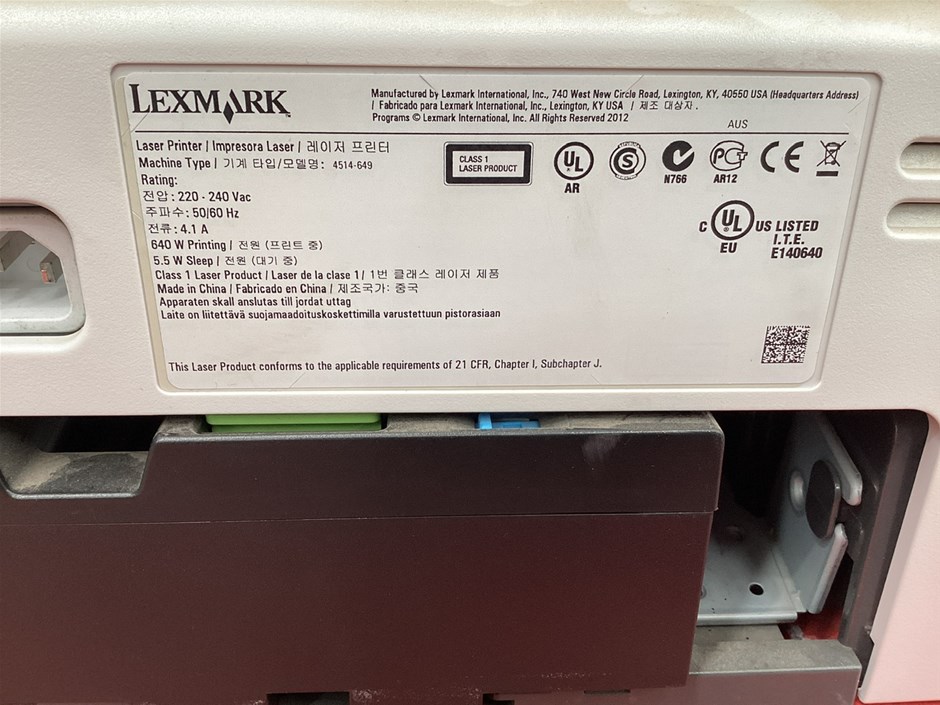 LEXMARK
Manufactured by Lexmark International, Inc., 740 West New Circle Road, Lexington, KY, 40550 USA (Headquarters Address)
/ Fabricado para Lexmark International, Inc., Lexington, KY USA / 제조 대상자 .
Programs © Lexmark International, Inc. All Rights Reserved 2012
AUS
Laser Printer / Impresora Laser / 레이저 프린터
Machine Type / 기계 타입/모델명: 4514-649
Rating:
전압 : 220 - 240 Vac
주파수 : 50/60 Hz
전류 : 4.1 A
640 W Printing / 전원 (프린트 중)
5.5 W Sleep / 전원 (대기 중)
Class 1 Laser Product / Laser de la clase 1 / 1번 클래스 레이저 제품
Made in China / Fabricado en China / 제조국가: 중국
Apparaten skall anslutas till jordat uttag
Laite on liitettävä suojamaadoituskoskettimilla varustettuun pistorasiaan
CLASS 1
LASER PRODUCT
UL
AR
S
N766
PCT
AR12
CE
C UL US LISTED
EU
I.T.E.
E140640
This Laser Product conforms to the applicable requirements of 21 CFR, Chapter I, Subchapter J.